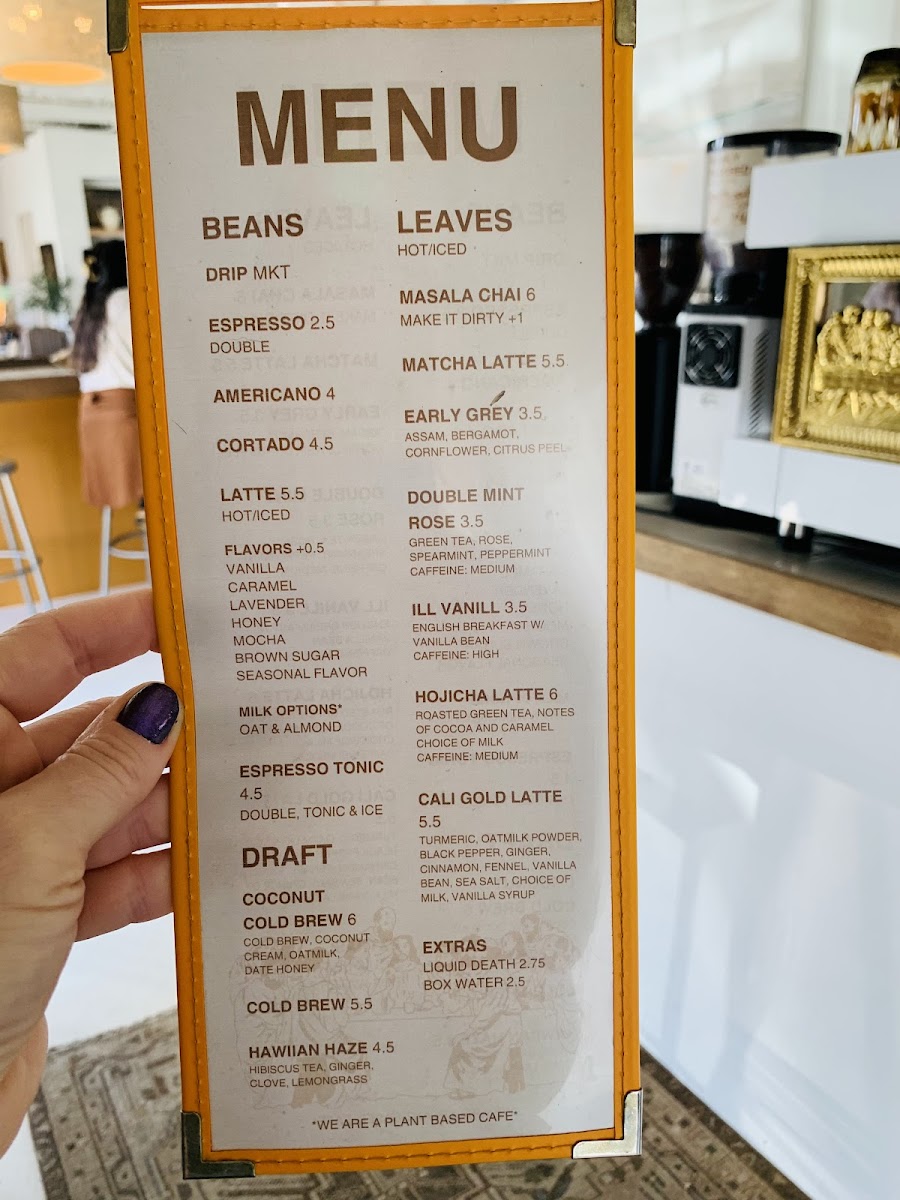 MENU
BEANS
DRIP MKT
ESPRESSO 2.5
DOUBLE
AMERICANO 4
CORTADO 4.5
LATTE 5.5
HOT/ICED
FLAVORS +0.5
VANILLA
CARAMEL
LAVENDER
HONEY
MOCHA
BROWN SUGAR
SEASONAL FLAVOR
MILK OPTIONS*
OAT & ALMOND
ESPRESSO TONIC
4.5
DOUBLE, TONIC & ICE
DRAFT
COCONUT
COLD BREW 6
COLD BREW, COCONUT
CREAM, OATMILK,
DATE HONEY
COLD BREW 5.5
HAWIIAN HAZE 4.5
HIBISCUS TEA, GINGER,
CLOVE, LEMONGRASS
LEAVES
HOT/ICED
MASALA CHAI 6
MAKE IT DIRTY +1
MATCHA LATTE 5.5
EARLY GREY 3.5
ASSAM, BERGAMOT,
CORNFLOWER, CITRUS PEEL
DOUBLE MINT
ROSE 3.5
GREEN TEA, ROSE,
SPEARMINT, PEPPERMINT
CAFFEINE: MEDIUM
ILL VANILL 3.5
ENGLISH BREAKFAST W/
VANILLA BEAN
CAFFEINE: HIGH
HOJICHA LATTE 6
ROASTED GREEN TEA, NOTES
OF COCOA AND CARAMEL
CHOICE OF MILK
CAFFEINE: MEDIUM
CALI GOLD LATTE
5.5
TURMERIC, OATMILK POWDER,
BLACK PEPPER, GINGER,
CINNAMON, FENNEL, VANILLA
BEAN, SEA SALT, CHOICE OF
MILK, VANILLA SYRUP
EXTRAS
LIQUID DEATH 2.75
BOX WATER 2.5
*WE ARE A PLANT BASED CAFE*